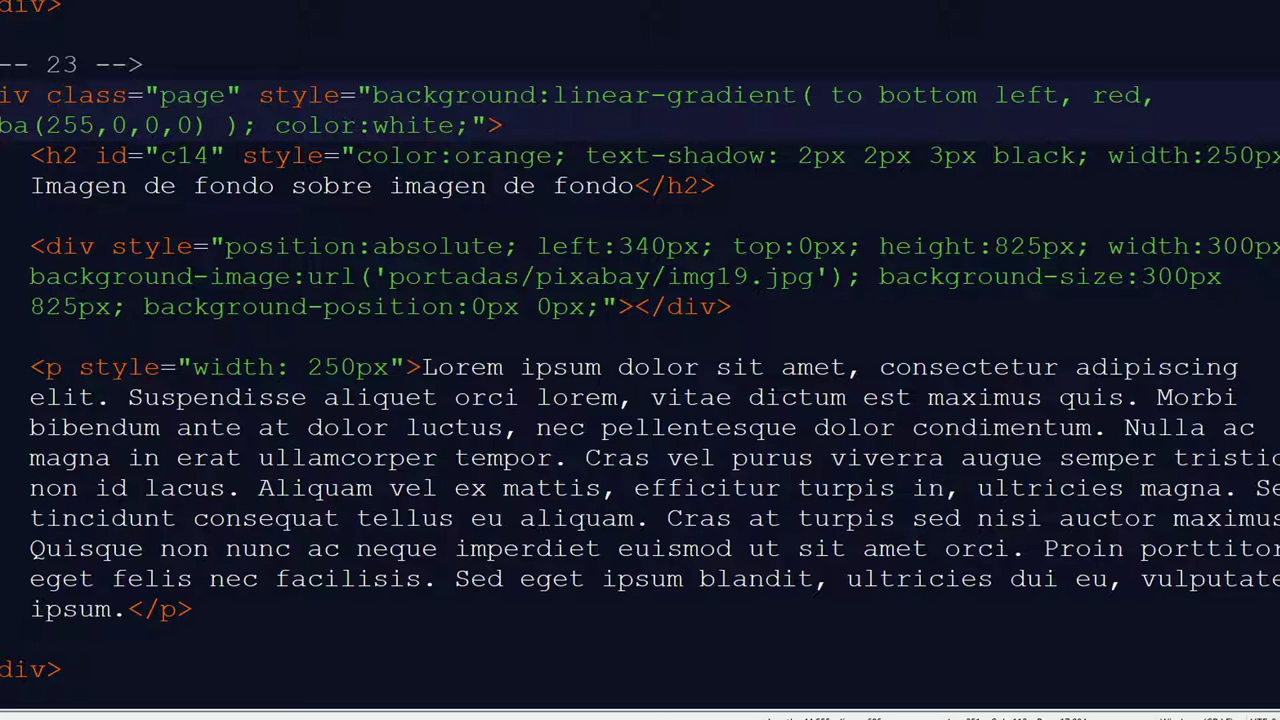 div>
-- 23 -->
iv class="page" style="background:linear-gradient( to bottom left, red,
ba(255,0,0,0) ); color:white;">
<h2 id="c14" style="color:orange; text-shadow: 2px 2px 3px black; width:250px
Imagen de fondo sobre imagen de fondo</h2>
<div style="position:absolute; left:340px; top:0px; height:825px; width:300px
background-image:url('portadas/pixabay/img19.jpg'); background-size:300px
825px; background-position:0px 0px;"></div>
<p style="width: 250px">Lorem ipsum dolor sit amet, consectetur adipiscing
elit. Suspendisse aliquet orci lorem, vitae dictum est maximus quis. Morbi
bibendum ante at dolor luctus, nec pellentesque dolor condimentum. Nulla ac
magna in erat ullamcorper tempor. Cras vel purus viverra augue semper tristic
non id lacus. Aliquam vel ex mattis, efficitur turpis in, ultricies magna. Se
tincidunt consequat tellus eu aliquam. Cras at turpis sed nisi auctor maximus
Quisque non nunc ac neque imperdiet euismod ut sit amet orci. Proin porttitor
eget felis nec facilisis. Sed eget ipsum blandit, ultricies dui eu, vulputate
ipsum.</p>
div>